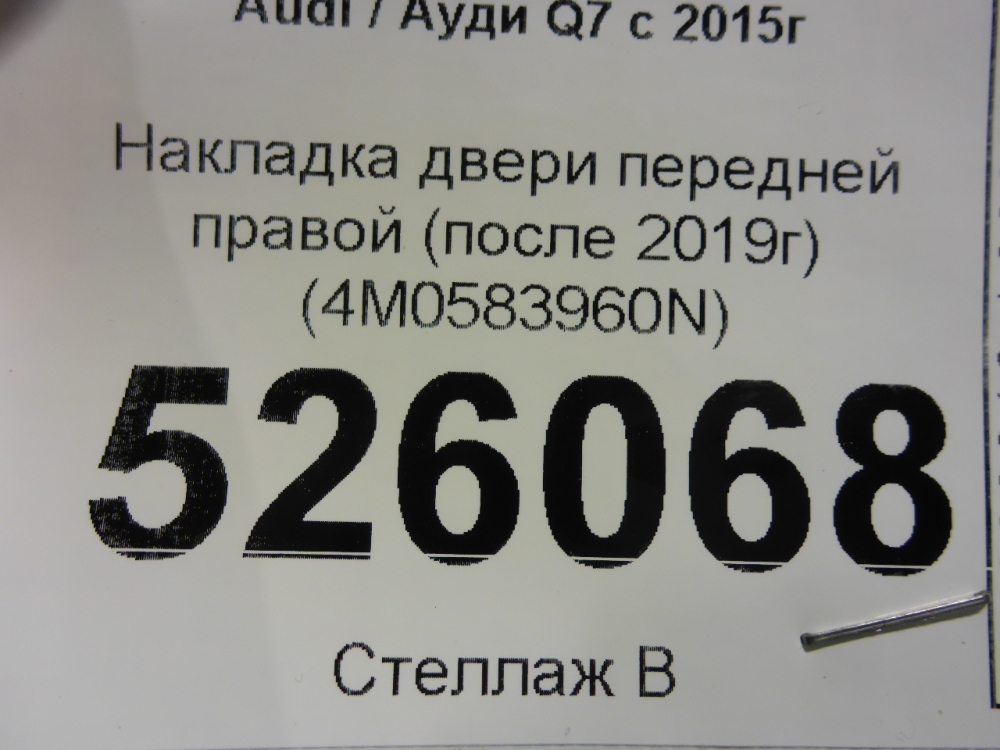 Audi / Ауди Q7 с 2015г
Накладка двери передней
правой (после 2019г)
(4M0583960N)
526068
Стеллаж В